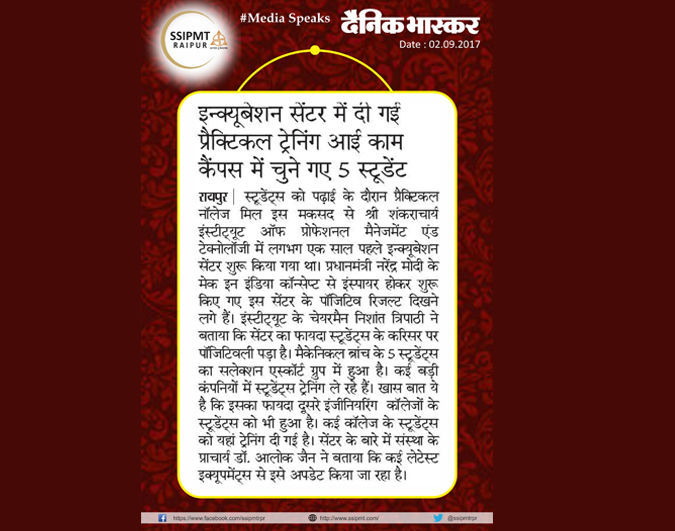 SSIPMT
RAIPUR
#Media Speaks
दैनिक भास्कर
Date : 02.09.2017
इन्क्यूबेशन सेंटर में दी गई
प्रैक्टिकल ट्रेनिंग आई काम
कैंपस में चुने गए 5 स्टूडेंट
रायपुर | स्टूडेंट्स को पढ़ाई के दौरान प्रैक्टिकल
नॉलेज मिल इस मकसद से श्री शंकराचार्य
इंस्टीट्यूट ऑफ प्रोफेशनल मैनेजमेंट एंड
टेक्नोलॉजी में लगभग एक साल पहले इन्क्यूबेशन
सेंटर शुरू किया गया था। प्रधानमंत्री नरेंद्र मोदी के
मेक इन इंडिया कॉन्सेप्ट से इंस्पायर होकर शुरू
किए गए इस सेंटर के पॉजिटिव रिजल्ट दिखने
लगे हैं। इंस्टीट्यूट के चेयरमैन निशांत त्रिपाठी ने
बताया कि सेंटर का फायदा स्टूडेंट्स के करिसर पर
पॉजिटिवली पड़ा है। मैकेनिकल ब्रांच के 5 स्टूडेंट्स
का सलेक्शन एस्कॉर्ट ग्रुप में हुआ है। कई बड़ी
कंपनियों में स्टूडेंट्स ट्रेनिंग ले रहे हैं। खास बात ये
है कि इसका फायदा दूसरे इंजीनियरिंग कॉलेजों के
स्टूडेंट्स को भी हुआ है। कई कॉलेज के स्टूडेंट्स
को यहां ट्रेनिंग दी गई है। सेंटर के बारे में संस्था के
प्राचार्य डॉ. आलोक जैन ने बताया कि कई लेटेस्ट
इक्यूपमेंट्स से इसे अपडेट किया जा रहा है।
https://www.facebook.com/ssipmtrpr
http://www.ssipmt.com/
@ssipmtrpr